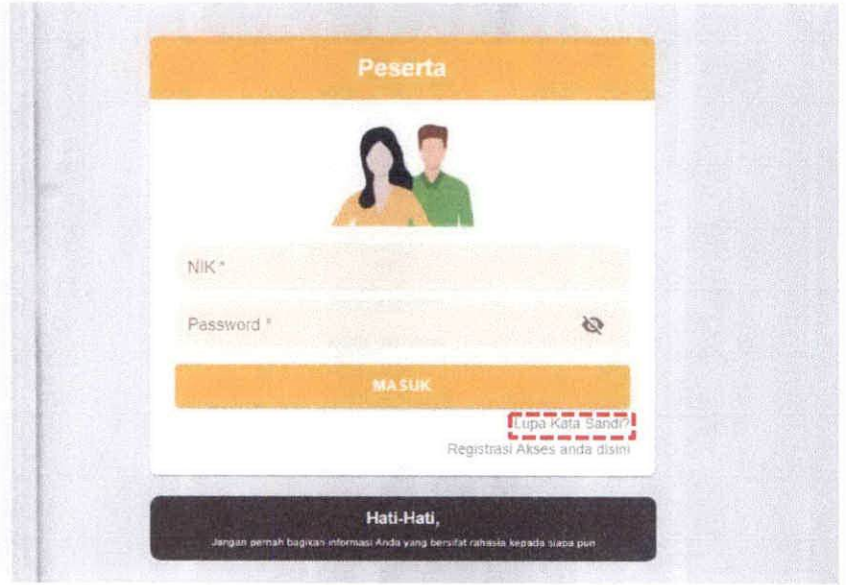 Peserta
NIK *
Password *
MASUK
Lupa Kata Sandi?
Registrasi Akses anda disini
Hati-Hati,
Jangan pernah bagikan informasi Anda yang bersifat rahasia kepada siapa pun